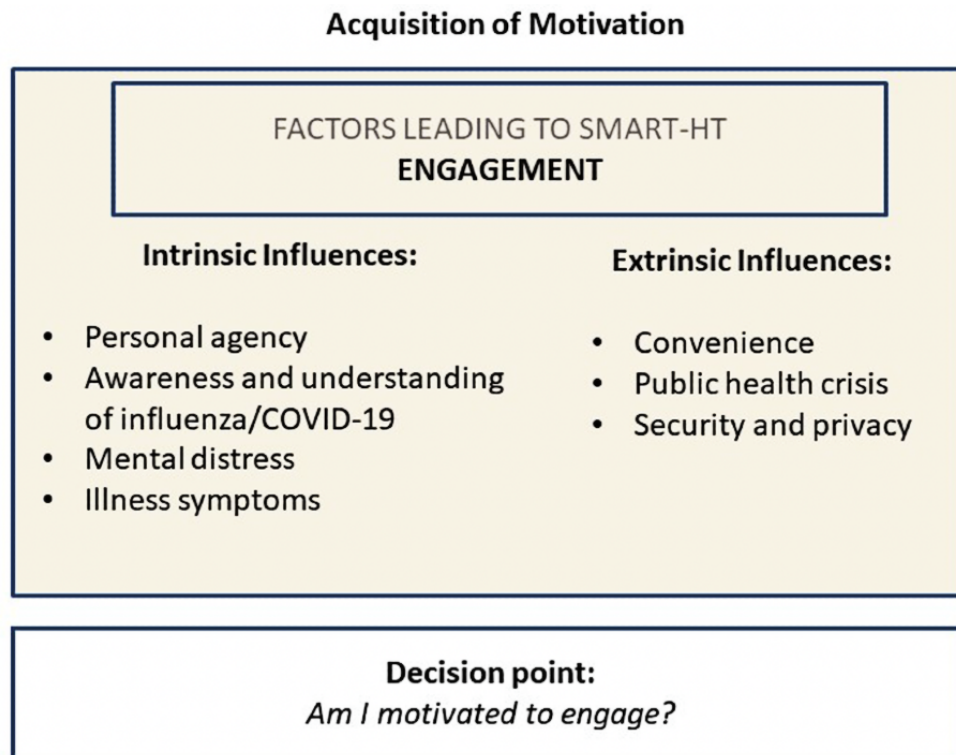 Acquisition of Motivation
FACTORS LEADING TO SMART-HT
ENGAGEMENT
Intrinsic Influences:
• Personal agency
• Awareness and understanding
of influenza/COVID-19
• Mental distress
• Illness symptoms
Extrinsic Influences:
• Convenience
• Public health crisis
• Security and privacy
Decision point:
Am I motivated to engage?